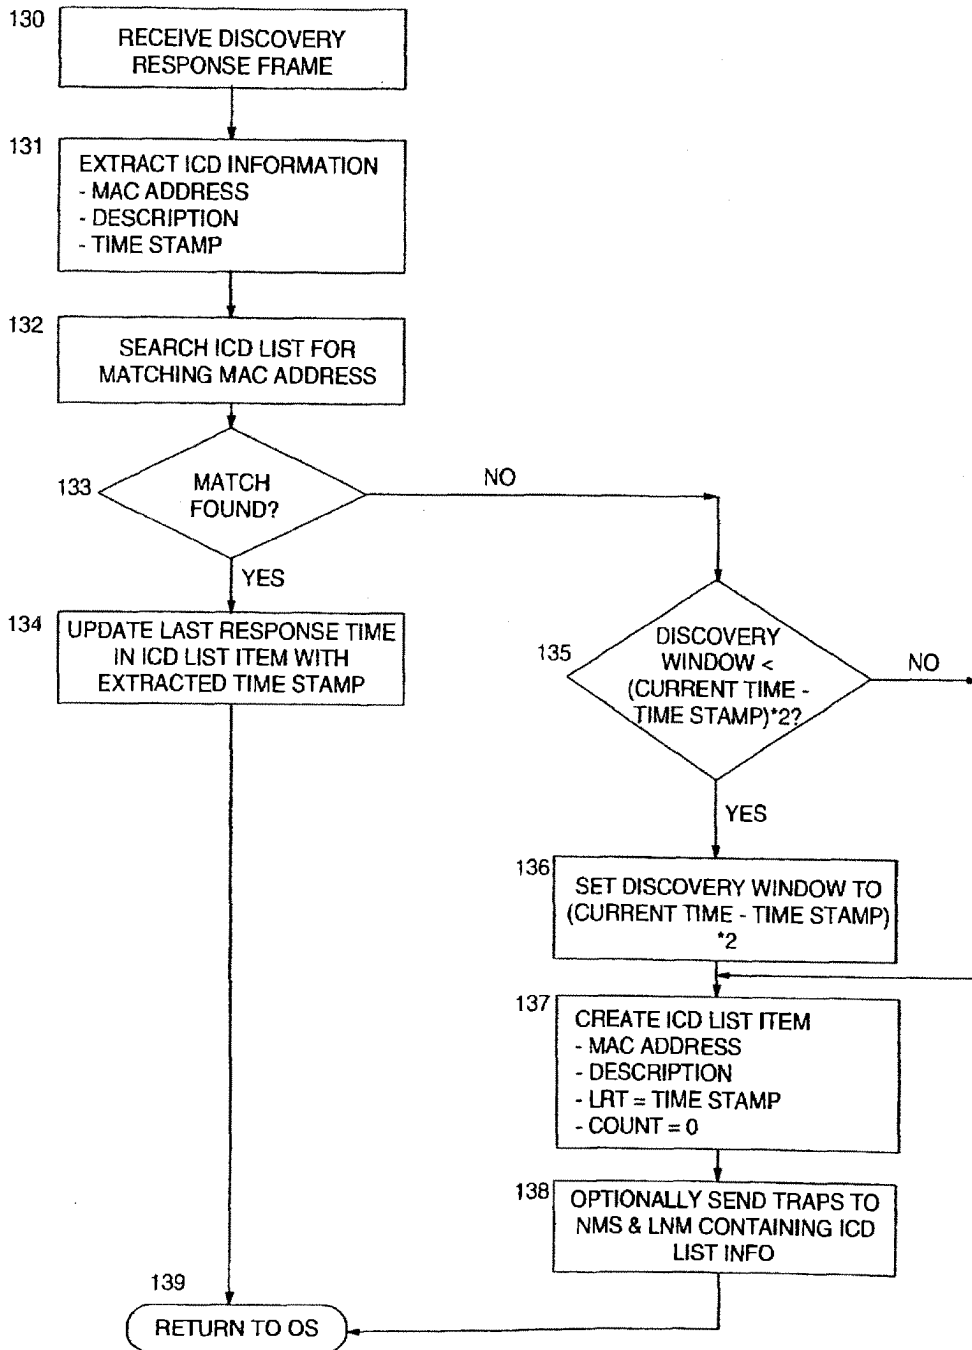 130
RECEIVE DISCOVERY
RESPONSE FRAME
131
EXTRACT ICD INFORMATION
- MAC ADDRESS
- DESCRIPTION
- TIME STAMP
132
SEARCH ICD LIST FOR
MATCHING MAC ADDRESS
133
MATCH
FOUND?
NO
YES
134
UPDATE LAST RESPONSE TIME
IN ICD LIST ITEM WITH
EXTRACTED TIME STAMP
135
DISCOVERY
WINDOW <
(CURRENT TIME -
TIME STAMP)*2?
NO
YES
136
SET DISCOVERY WINDOW TO
(CURRENT TIME - TIME STAMP)
*2
137
CREATE ICD LIST ITEM
- MAC ADDRESS
- DESCRIPTION
- LRT = TIME STAMP
- COUNT = 0
138
OPTIONALLY SEND TRAPS TO
NMS & LNM CONTAINING ICD
LIST INFO
139
RETURN TO OS